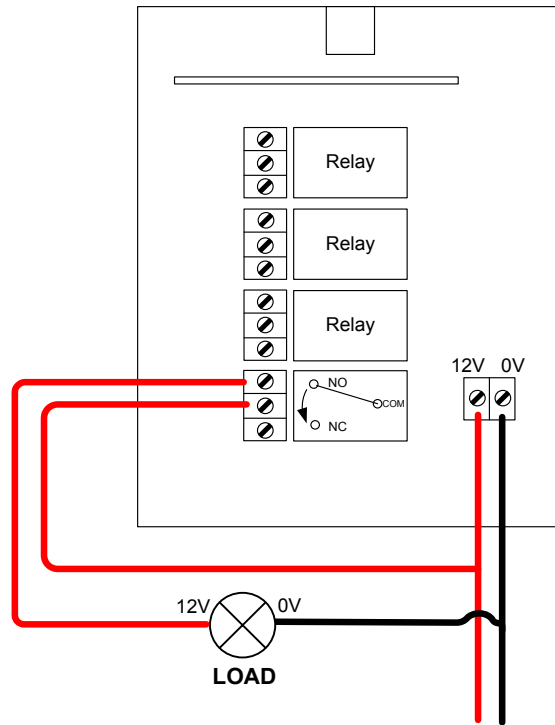 Relay
Relay
Relay
12V 0V
NO
COM
NC
12V 0V
LOAD